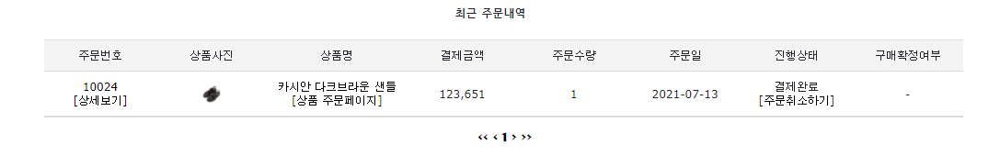 최근 주문내역
주문번호 상품사진 상품명 결제금액 주문수량 주문일 진행상태 구매확정여부
10024 카시안 다크브라운 샌들 결제완료
[상세보기] [상품 주문페이지] 123,651 1 2021-07-13 [주문취소하기] -
‹‹ ‹ 1 › ››